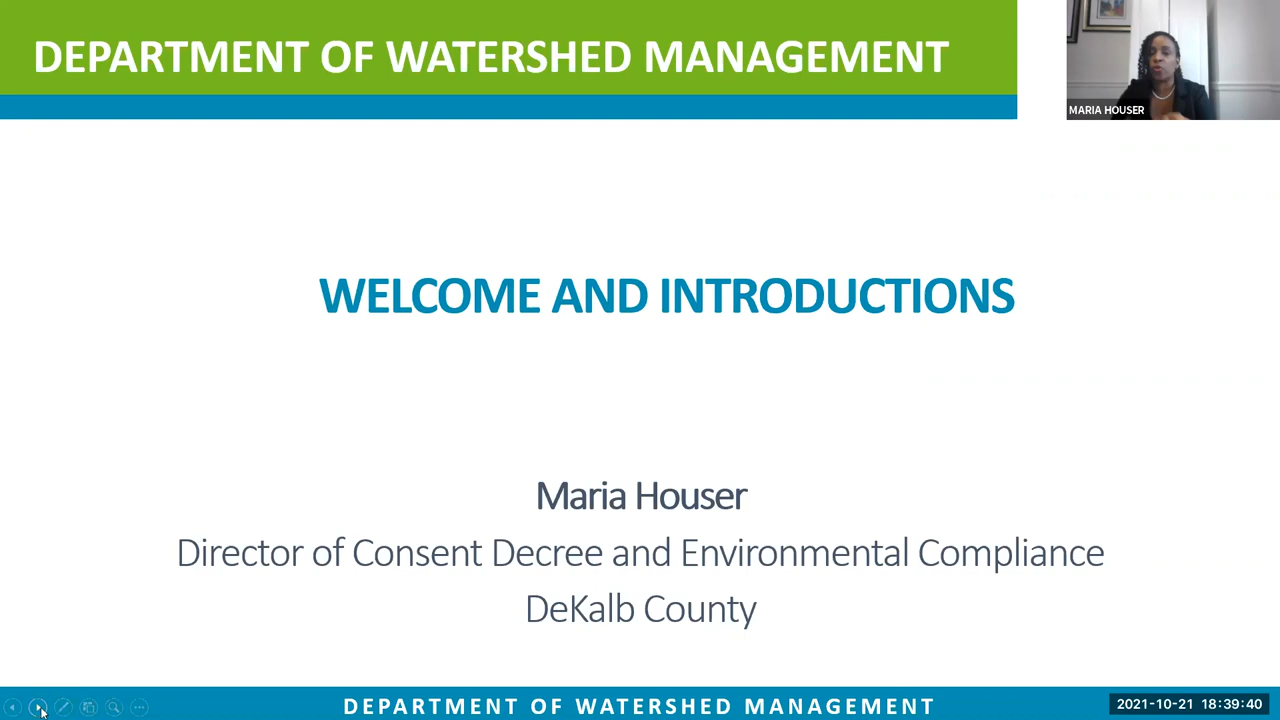 DEPARTMENT OF WATERSHED MANAGEMENT
MARIA HOUSER
WELCOME AND INTRODUCTIONS
Maria Houser
Director of Consent Decree and Environmental Compliance
DeKalb County
DEPARTMENT OF WATERSHED MANAGEMENT
2021-10-21 18:39:40